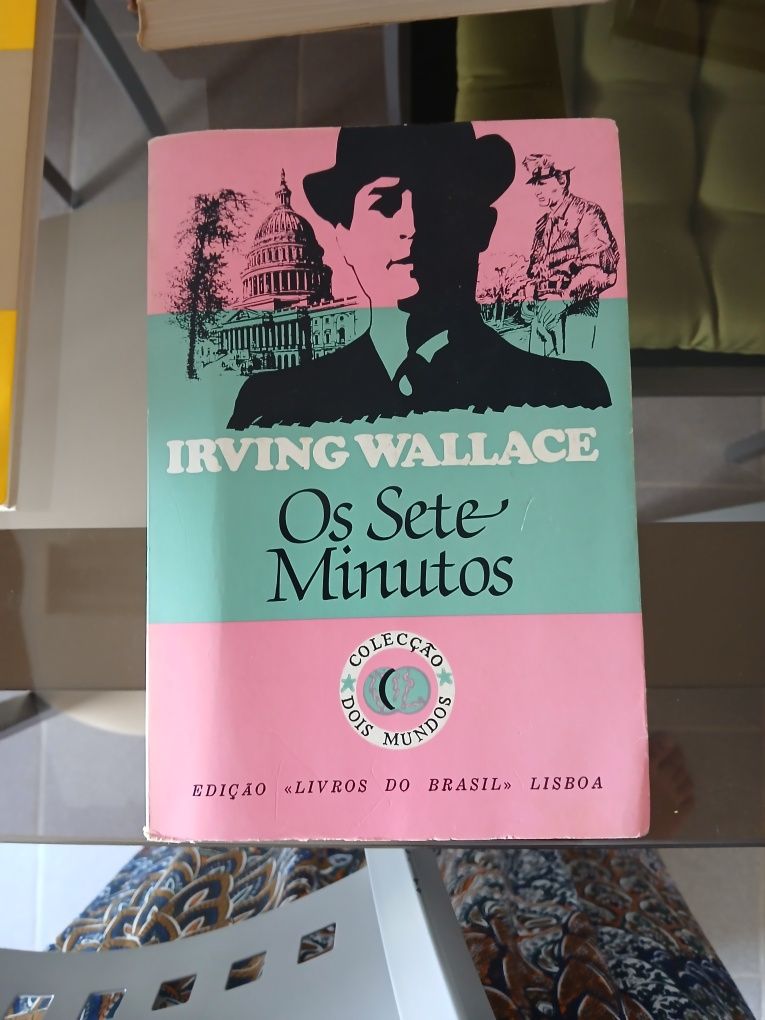 IRVING WALLACE
Os Sete
Minutos
COLECÇÃO
DOIS MUNDOS
EDIÇÃO «LIVROS DO BRASIL» LISBOA